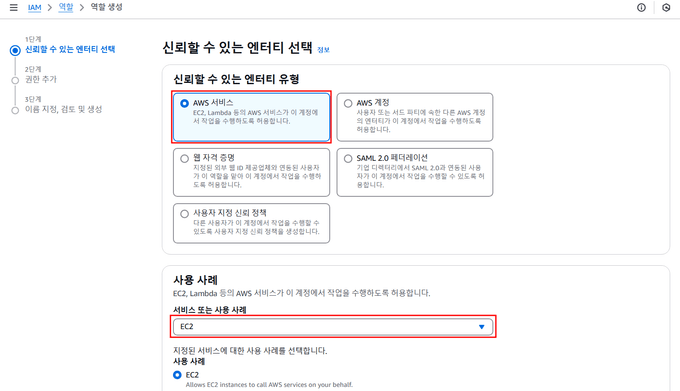 IAM > 역할 > 역할 생성
1단계
신뢰할 수 있는 엔터티 선택
2단계
권한 추가
3단계
이름 지정, 검토 및 생성
신뢰할 수 있는 엔터티 선택 정보
신뢰할 수 있는 엔터티 유형
AWS 서비스
EC2, Lambda 등의 AWS 서비스가 이 계정에
서 작업을 수행하도록 허용합니다.
AWS 계정
사용자 또는 서드 파티에 속한 다른 AWS 계정
의 엔터티가 이 계정에서 작업을 수행하도록
허용합니다.
웹 자격 증명
지정된 외부 웹 ID 제공업체와 연동된 사용자
가 이 역할을 맡아 이 계정에서 작업을 수행하
도록 허용합니다.
SAML 2.0 페더레이션
기업 디렉터리에서 SAML 2.0과 연동된 사용
자가 이 계정에서 작업을 수행할 수 있도록 허
용합니다.
사용자 지정 신뢰 정책
다른 사용자가 이 계정에서 작업을 수행할 수
있도록 사용자 지정 신뢰 정책을 생성합니다.
사용 사례
EC2, Lambda 등의 AWS 서비스가 이 계정에서 작업을 수행하도록 허용합니다.
서비스 또는 사용 사례
EC2
지정된 서비스에 대한 사용 사례를 선택합니다.
사용 사례
EC2
Allows EC2 instances to call AWS services on your behalf.